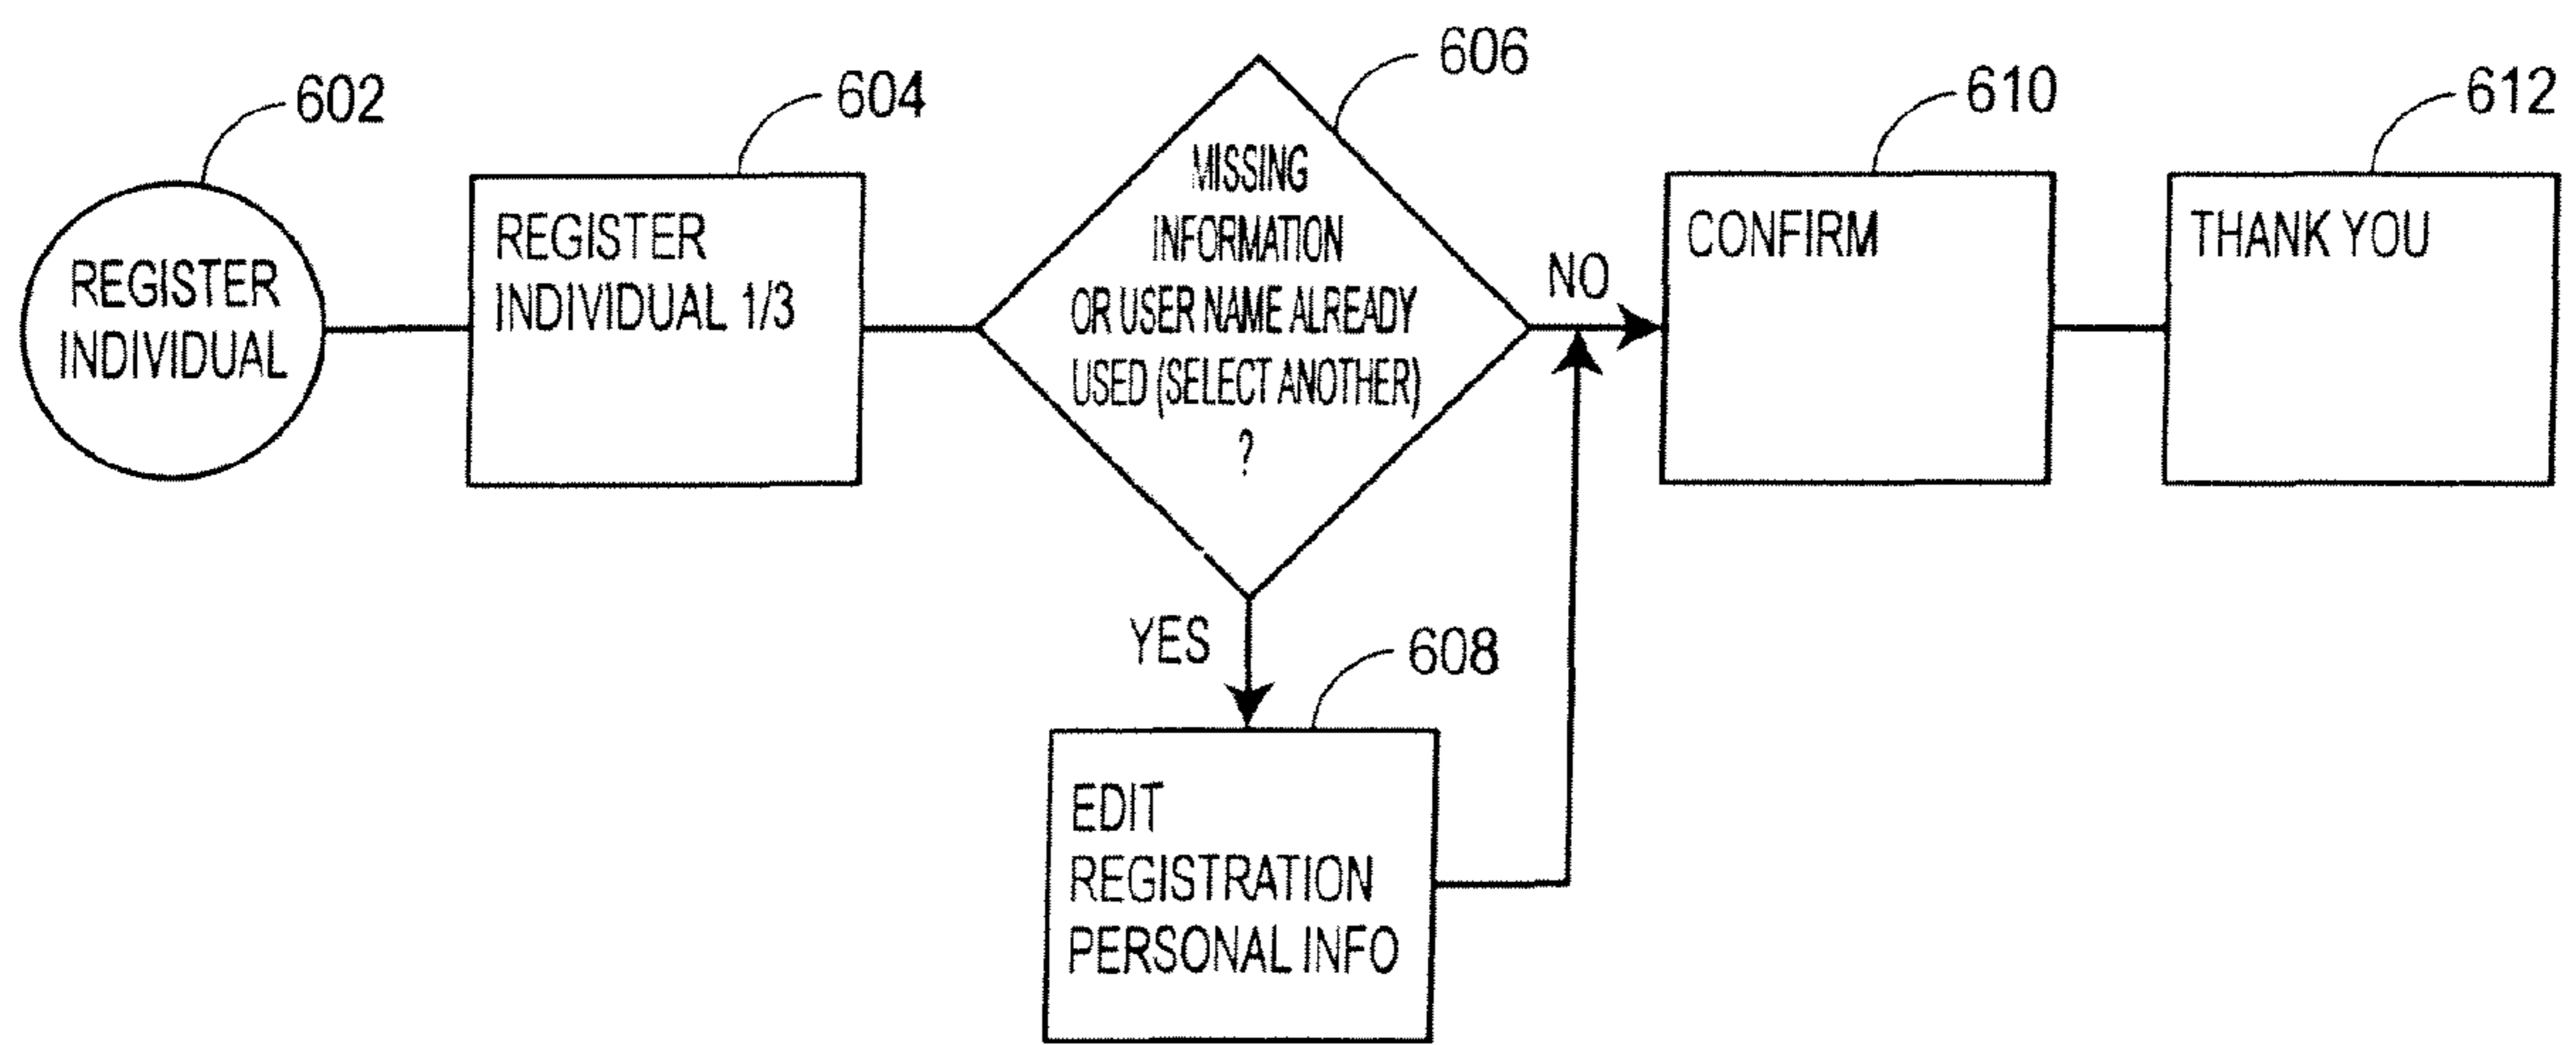 602
REGISTER
INDIVIDUAL
604
REGISTER
INDIVIDUAL 1/3
606
MISSING
INFORMATION
OR USER NAME ALREADY
USED (SELECT ANOTHER)
?
NO
YES
608
EDIT
REGISTRATION
PERSONAL INFO
610
CONFIRM
612
THANK YOU